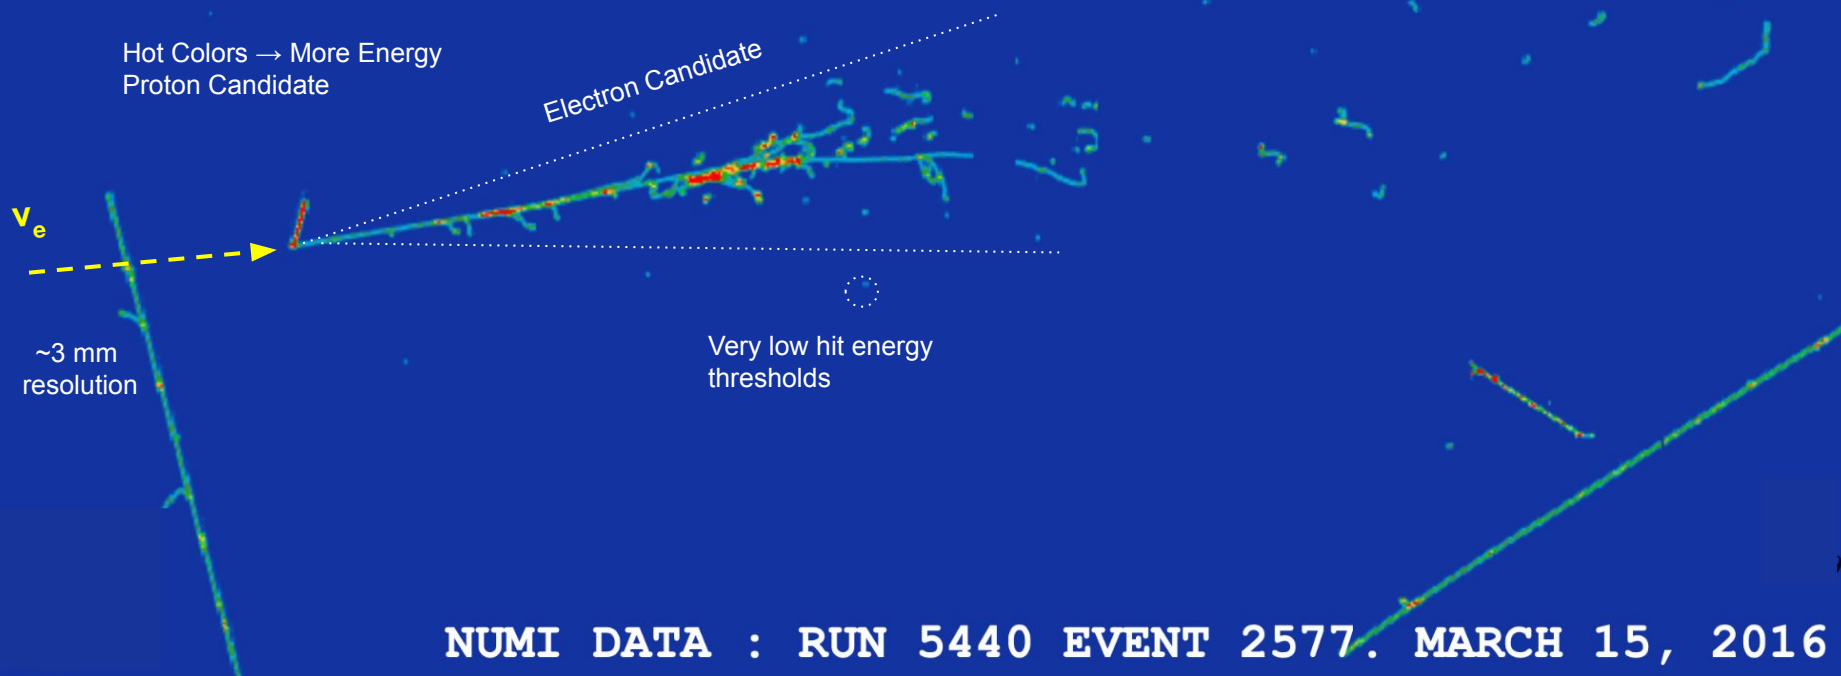 Hot Colors → More Energy
Proton Candidate
Electron Candidate
νe
~3 mm
resolution
Very low hit energy
thresholds
NUMI DATA : RUN 5440 EVENT 2577. MARCH 15, 2016